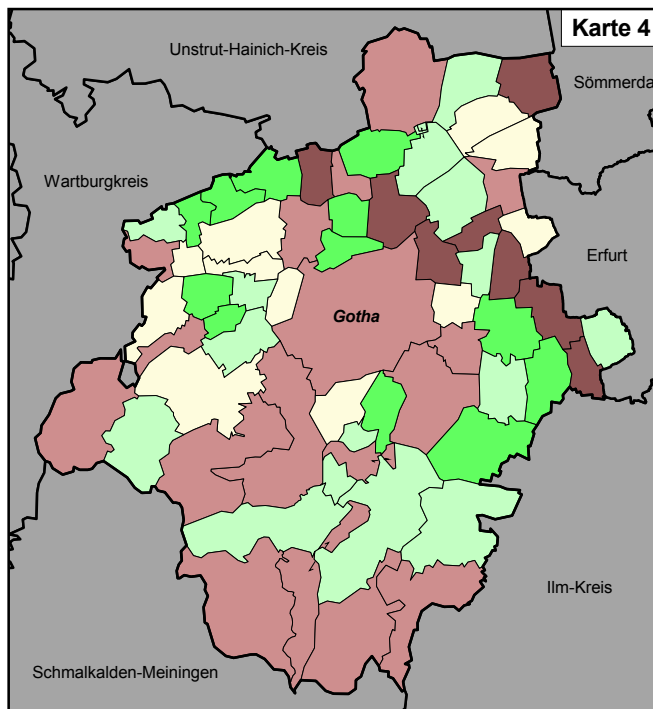 Karte 4
Unstrut-Hainich-Kreis
Sömmerda
Wartburgkreis
Erfurt
Gotha
Ilm-Kreis
Schmalkalden-Meiningen